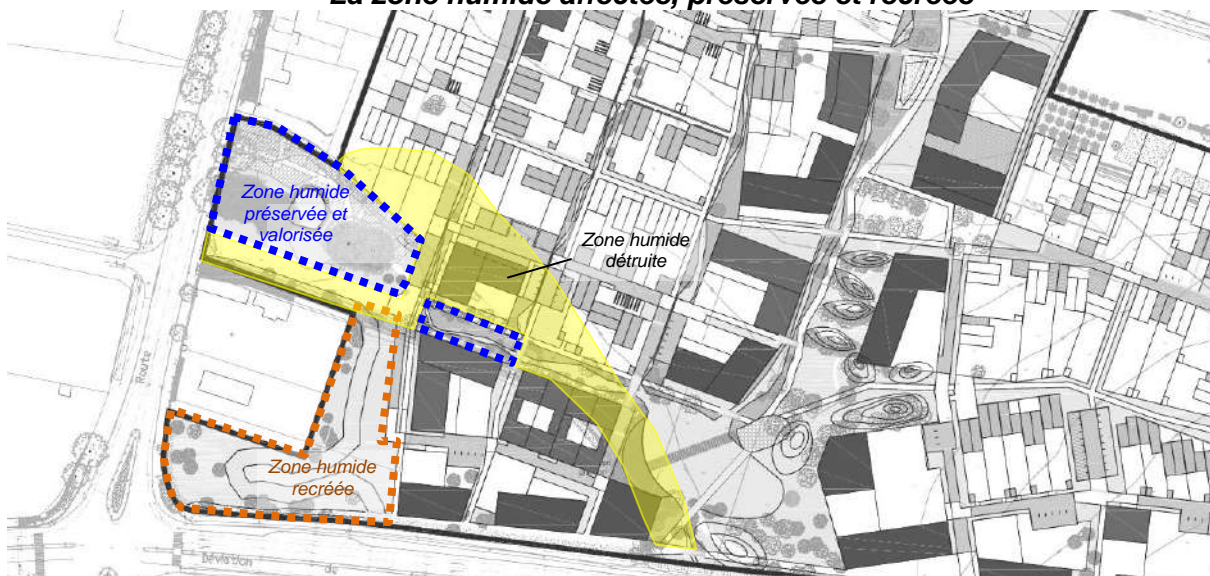 La zone humide affectée, préservée et recréée
Zone humide
préservée et
valorisée
Zone humide
détruite
Route
Zone humide
recréée
Déviation de